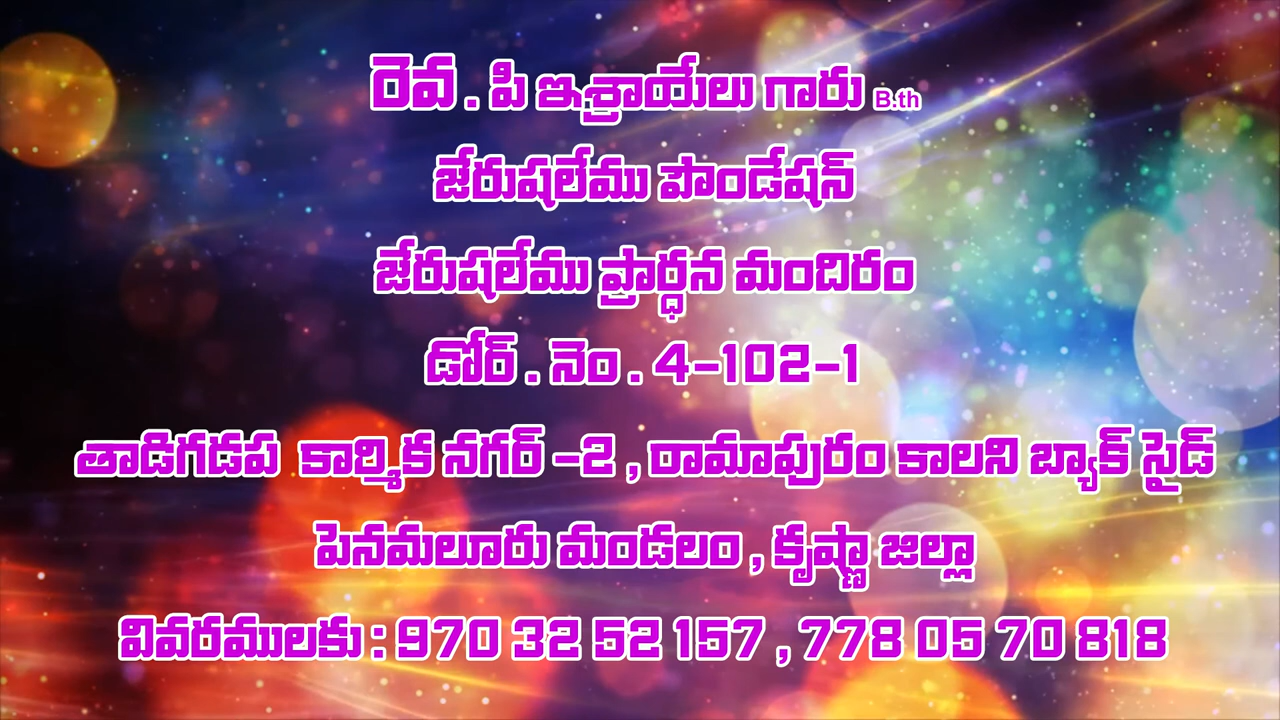 రెవ . పి ఇశ్రాయేలు గారు B.th
జేరుషలేము పౌండేషన్
జేరుషలేము ప్రార్ధన మందిరం
డోర్ . నెం . 4-102-1
తాడిగడప కార్మిక నగర్ -2 , రామాపురం కాలని బ్యాక్ సైడ్
పెనమలూరు మండలం , కృష్ణా జిల్లా
వివరములకు : 970 32 52 157 , 778 05 70 818